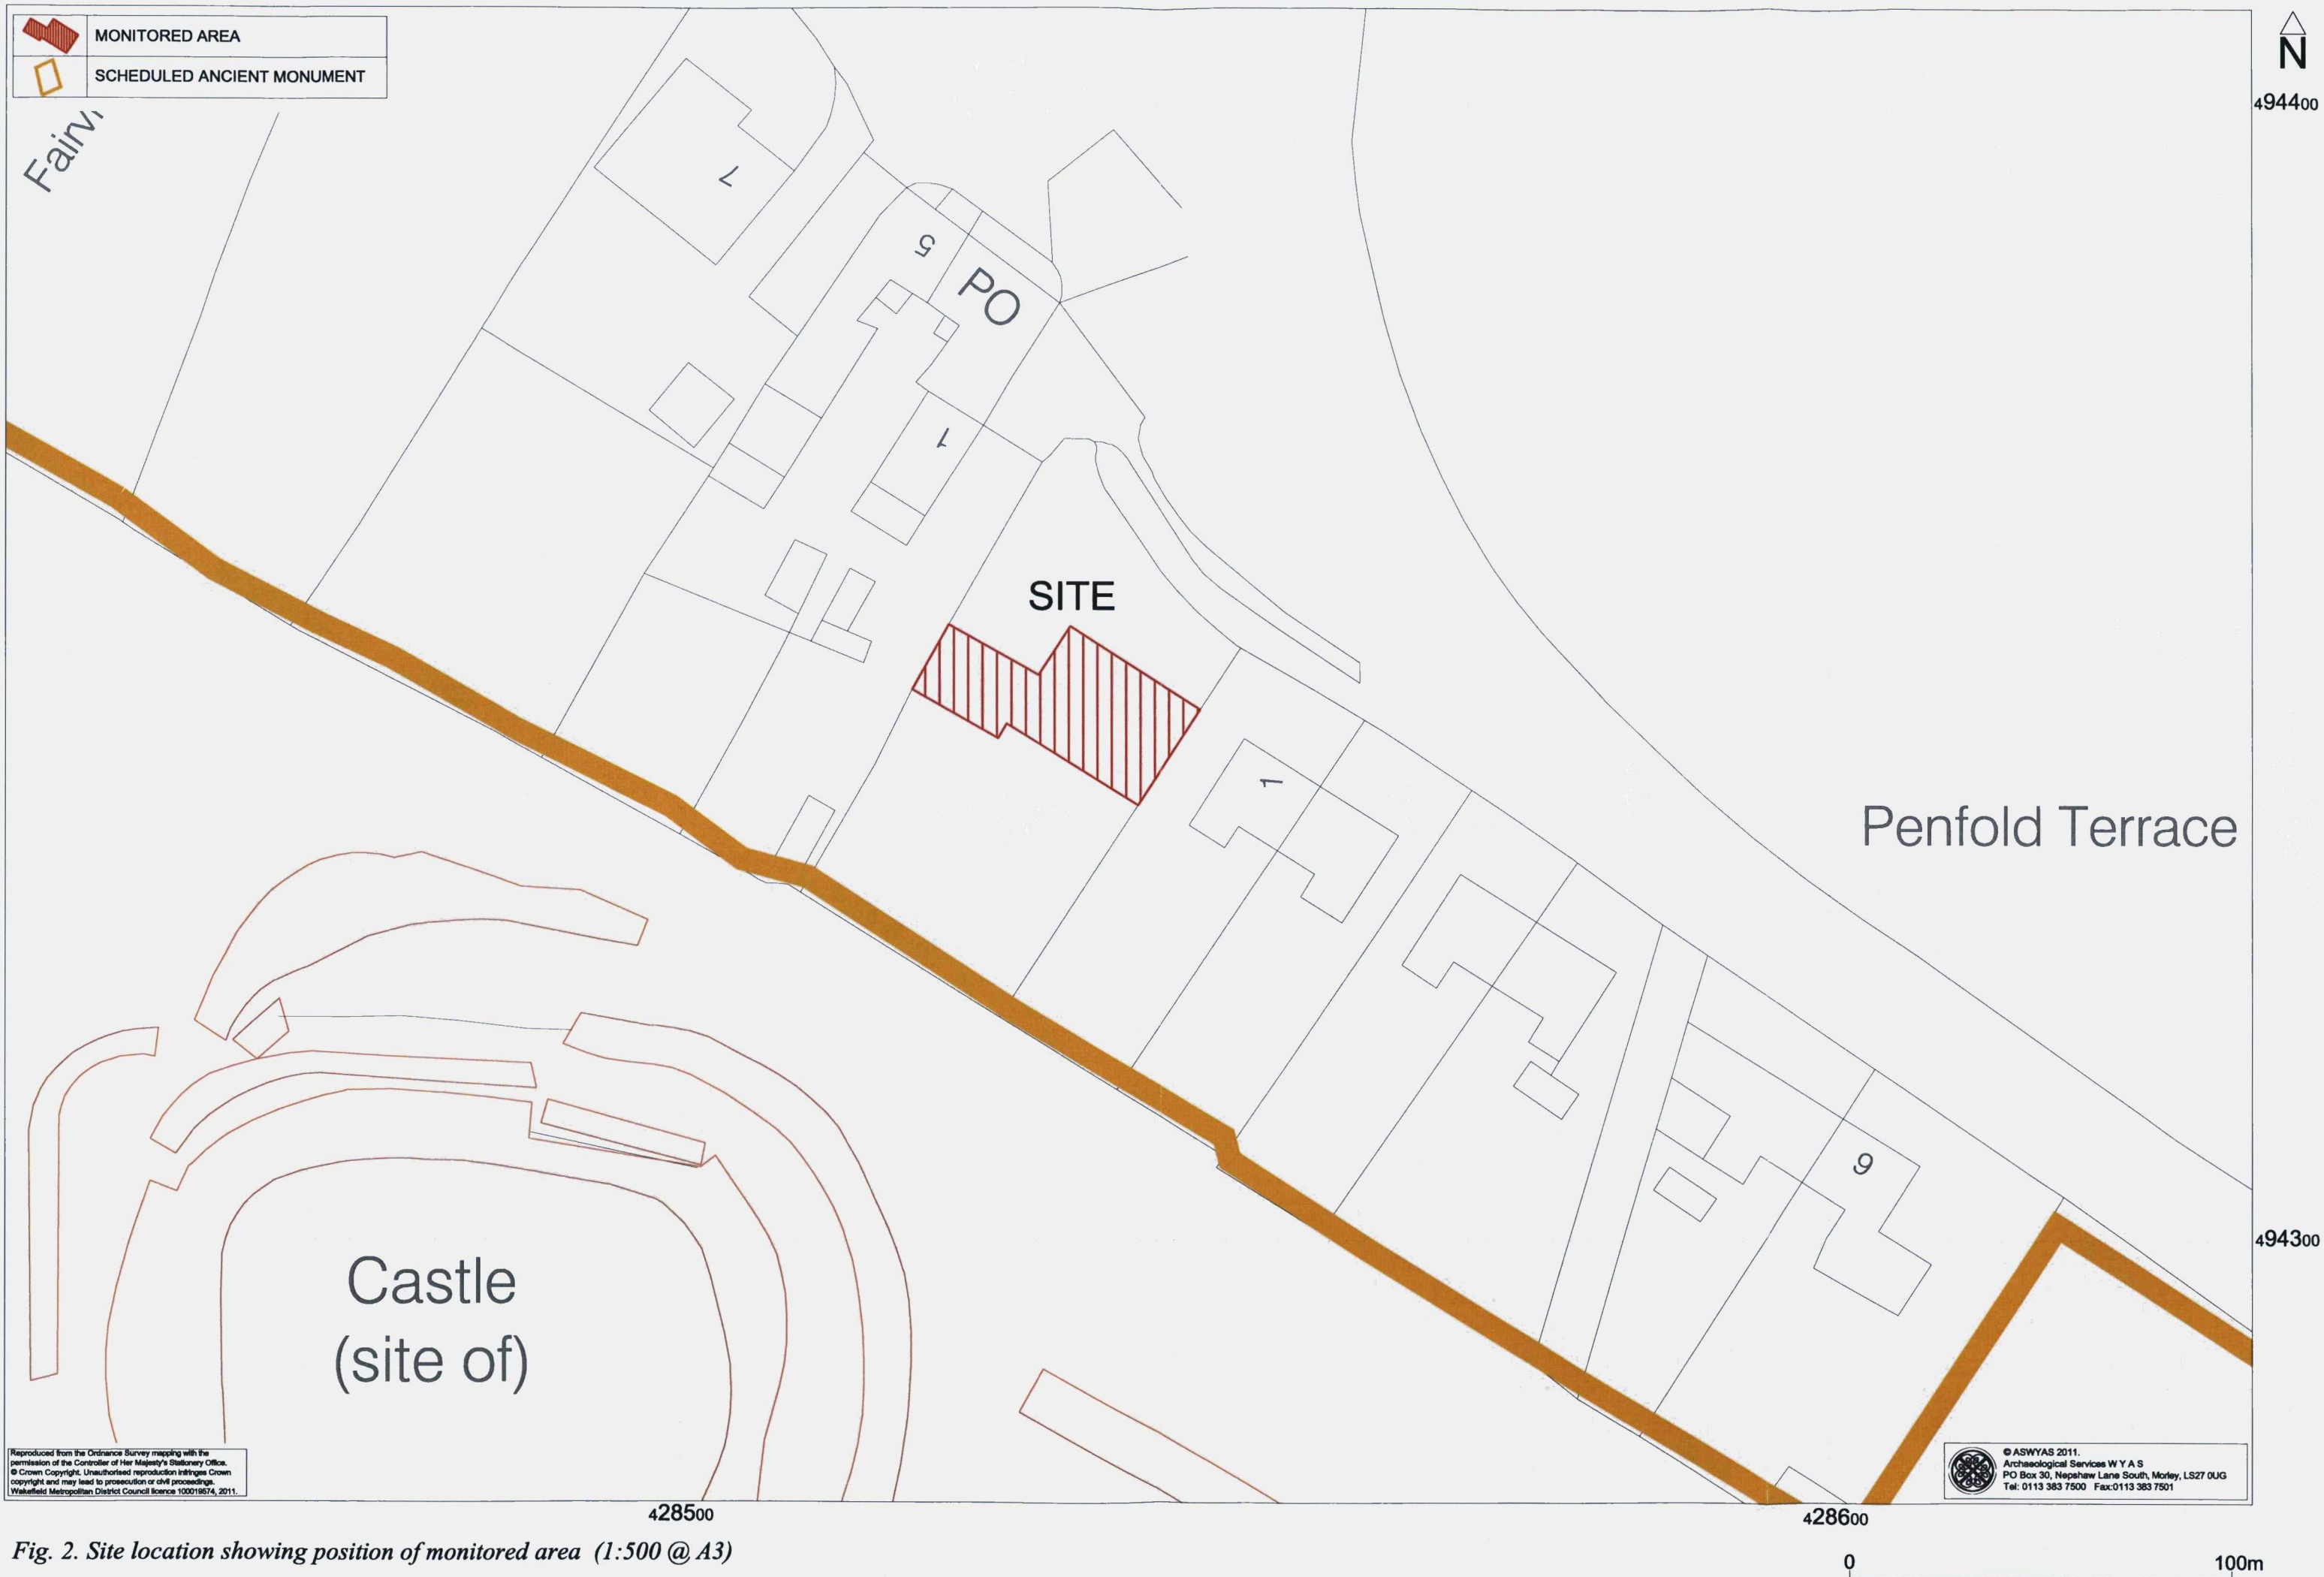 MONITORED AREA
SCHEDULED ANCIENT MONUMENT
N
494400
7
5
PO
1
SITE
1
Penfold Terrace
9
494300
Castle
(site of)
Reproduced from the Ordnance Survey mapping with the
permission of the Controller of Her Majesty's Stationery Office.
© Crown Copyright. Unauthorised reproduction infringes Crown
copyright and may lead to prosecution or civil proceedings.
Wakefield Metropolitan District Council licence 100019574, 2011.
© ASWYAS 2011.
Archaeological Services W Y A S
PO Box 30, Nepshaw Lane South, Morley, LS27 0UG
Tel: 0113 383 7500 Fax:0113 383 7501
428500
428600
Fig. 2. Site location showing position of monitored area (1:500 @ A3)
0
100m